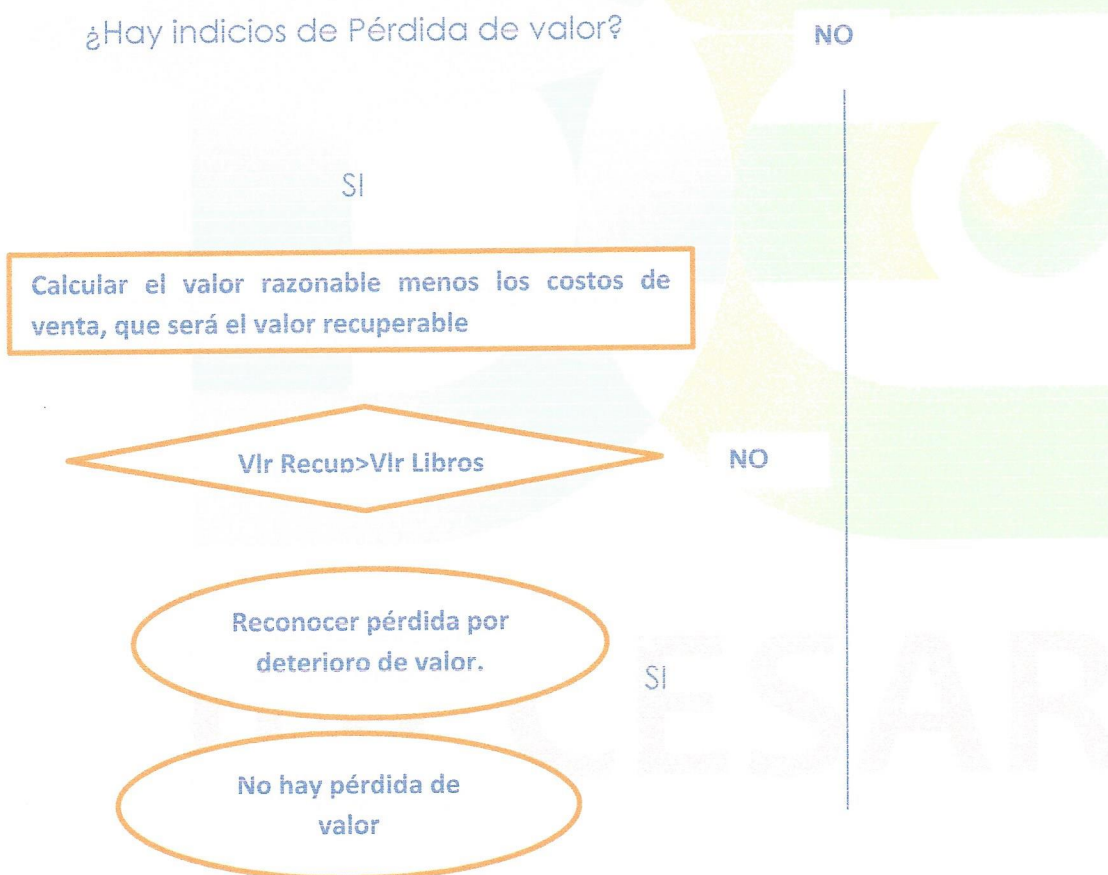 ¿Hay indicios de Pérdida de valor?
NO
SI
Calcular el valor razonable menos los costos de
venta, que será el valor recuperable
Vlr Recup>Vlr Libros
NO
Reconocer pérdida por
deterioro de valor.
SI
No hay pérdida de
valor
CESAR